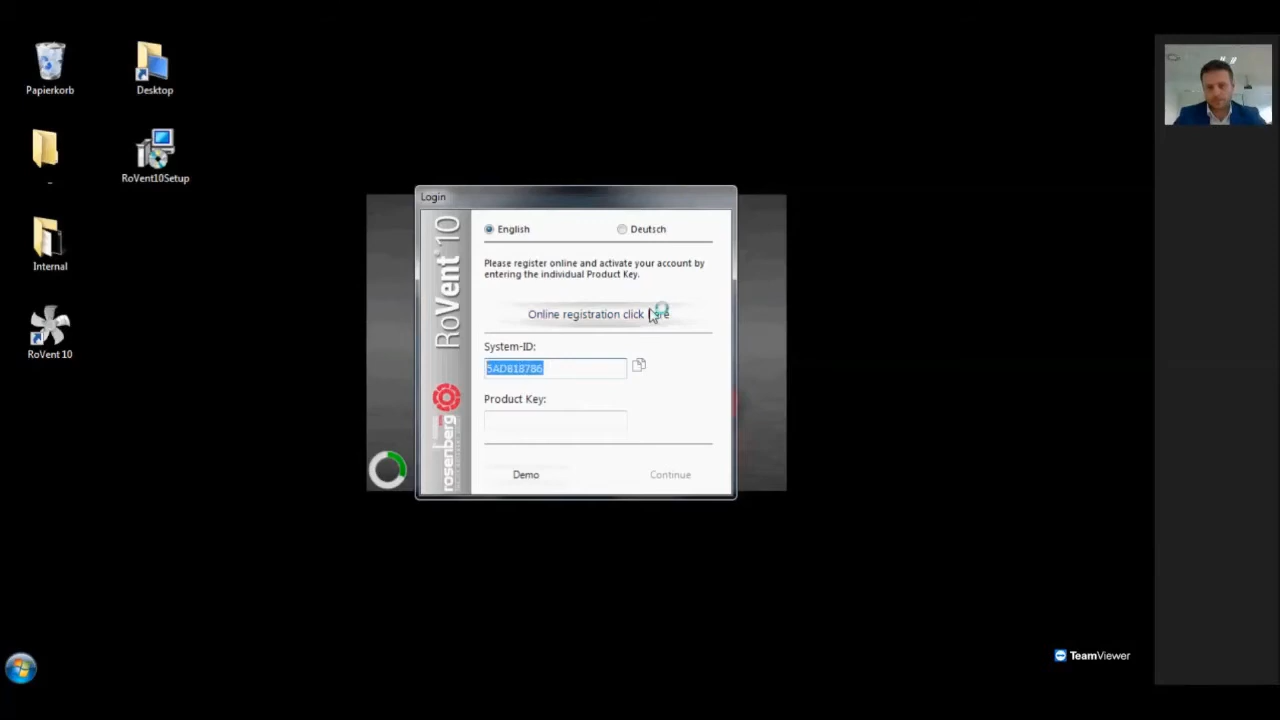 Papierkorb
Desktop
_
RoVent10Setup
Internal
RoVent 10
Login
RoVent 10
rosenberg
English
Deutsch
Please register online and activate your account by
entering the individual Product Key.
Online registration click
System-ID:
5AD818786
Product Key:
Demo
Continue
TeamViewer